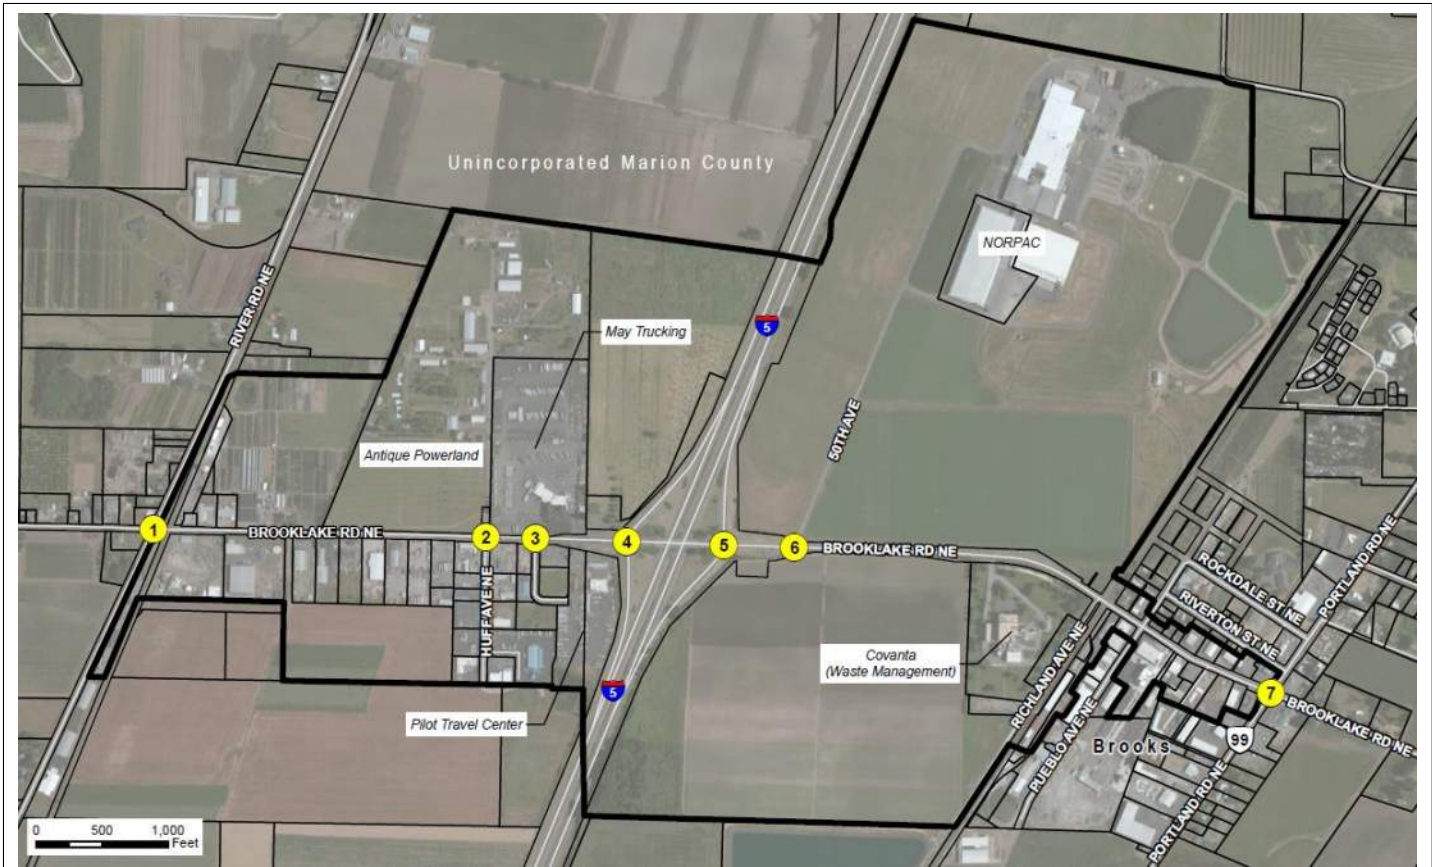 Unincorporated Marion County
NORPAC
RIVER RD NE
5
May Trucking
50TH AVE
Antique Powerland
1
BROOKLAKE RD NE
2
3
4
5
6
BROOKLAKE RD NE
HUFF AVE NE
ROCKDALE ST NE
PORTLAND RD NE
RIVERTON ST NE
Covanta
(Waste Management)
RICHLAND AVE NE
5
7
BROOKLAKE RD NE
Pilot Travel Center
PUEBLO AVE NE
Brooks
99
PORTLAND RD NE
0 500 1,000
Feet